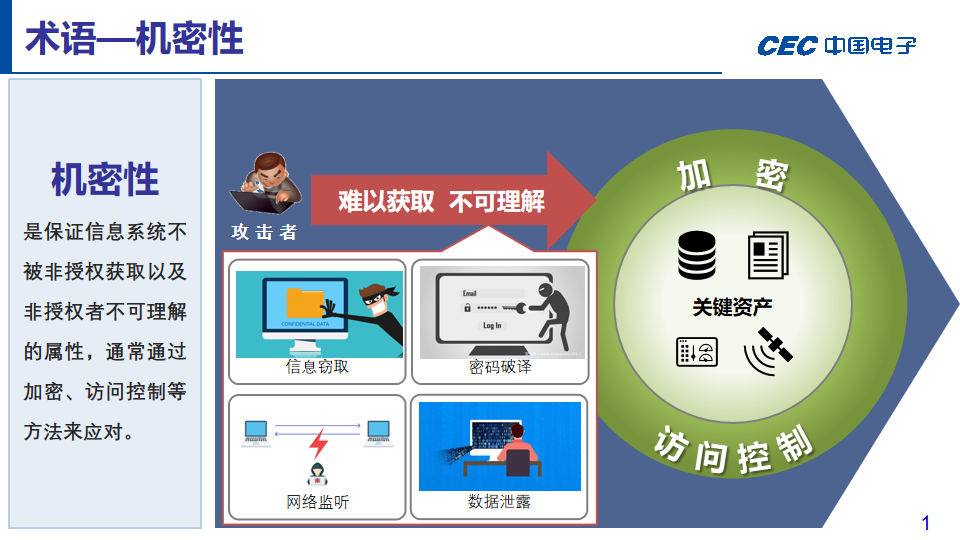 术语—机密性
CEC 中国电子
机密性
是保证信息系统不
被非授权获取以及
非授权者不可理解
的属性，通常通过
加密、访问控制等
方法来应对。
攻击者
难以获取 不可理解
CONFIDENTIAL DATA
信息窃取
Email
Log In
密码破译
网络监听
数据泄露
加密
关键资产
访问控制
1